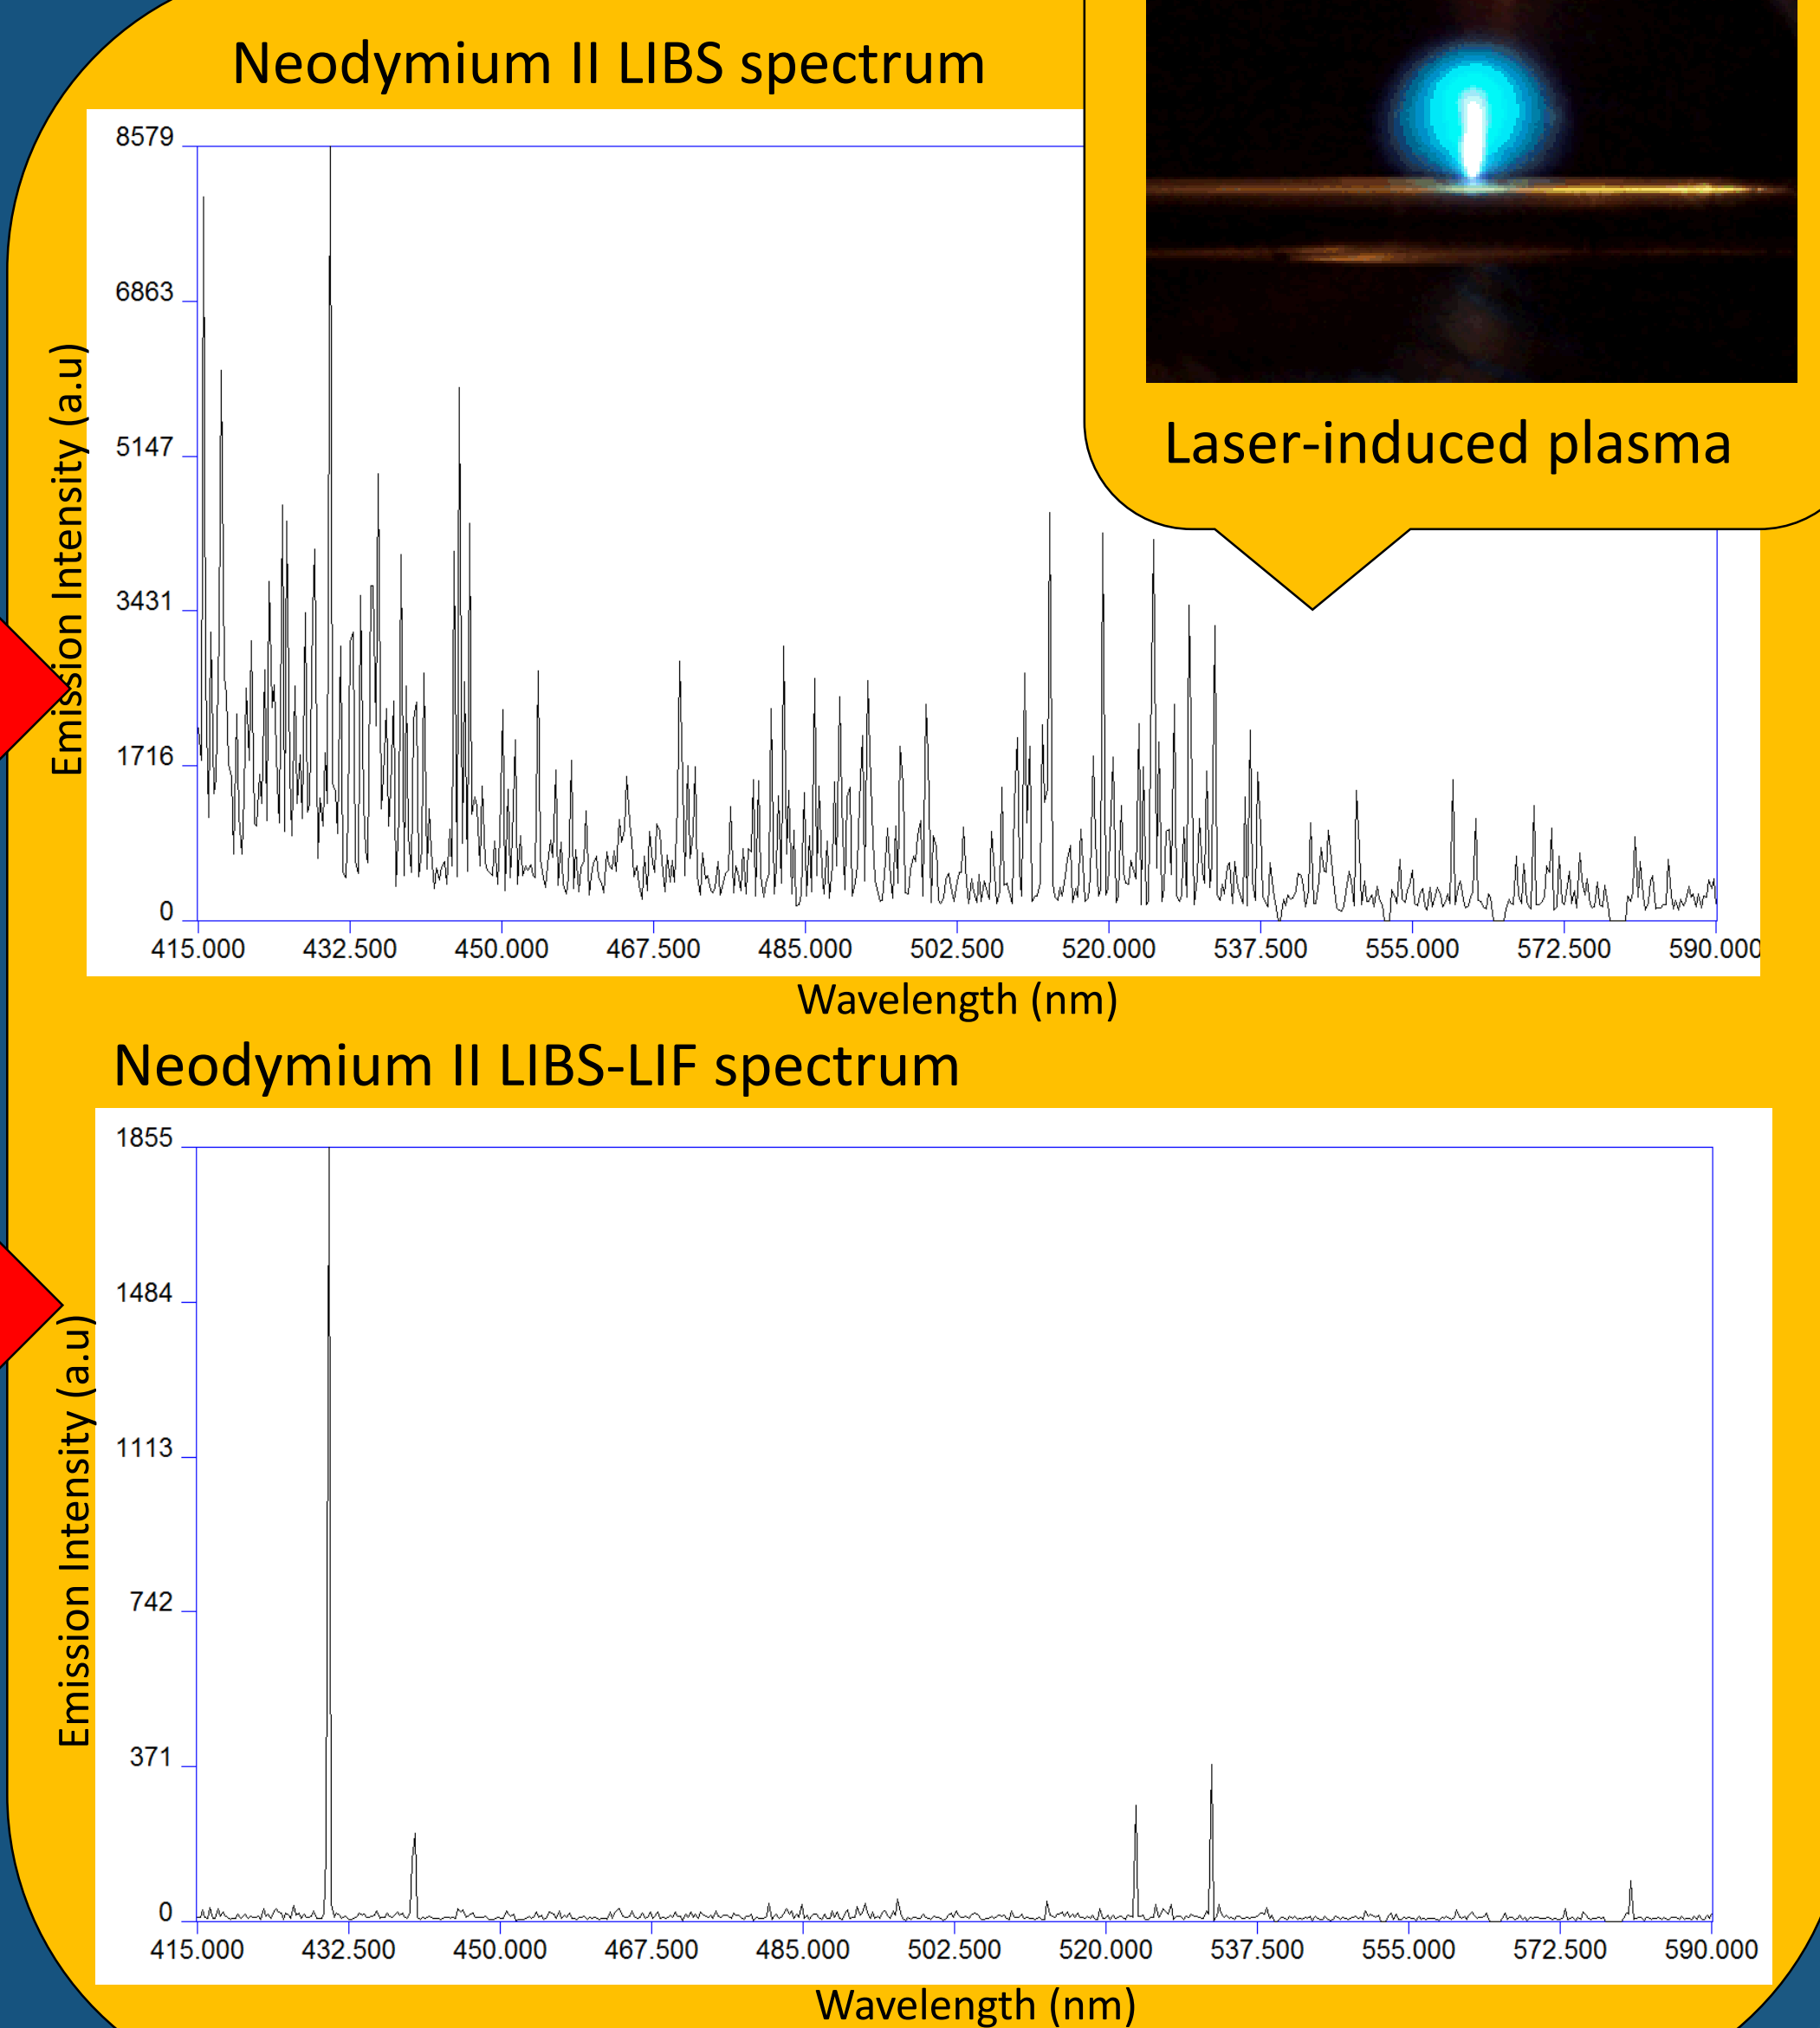 Neodymium II LIBS spectrum
8579
6863
5147
3431
1716
0
Emission Intensity (a.u)
415.000 432.500 450.000 467.500 485.000 502.500 520.000 537.500 555.000 572.500 590.000
Wavelength (nm)
Laser-induced plasma
Neodymium II LIBS-LIF spectrum
1855
1484
1113
742
371
0
Emission Intensity (a.u)
415.000 432.500 450.000 467.500 485.000 502.500 520.000 537.500 555.000 572.500 590.000
Wavelength (nm)